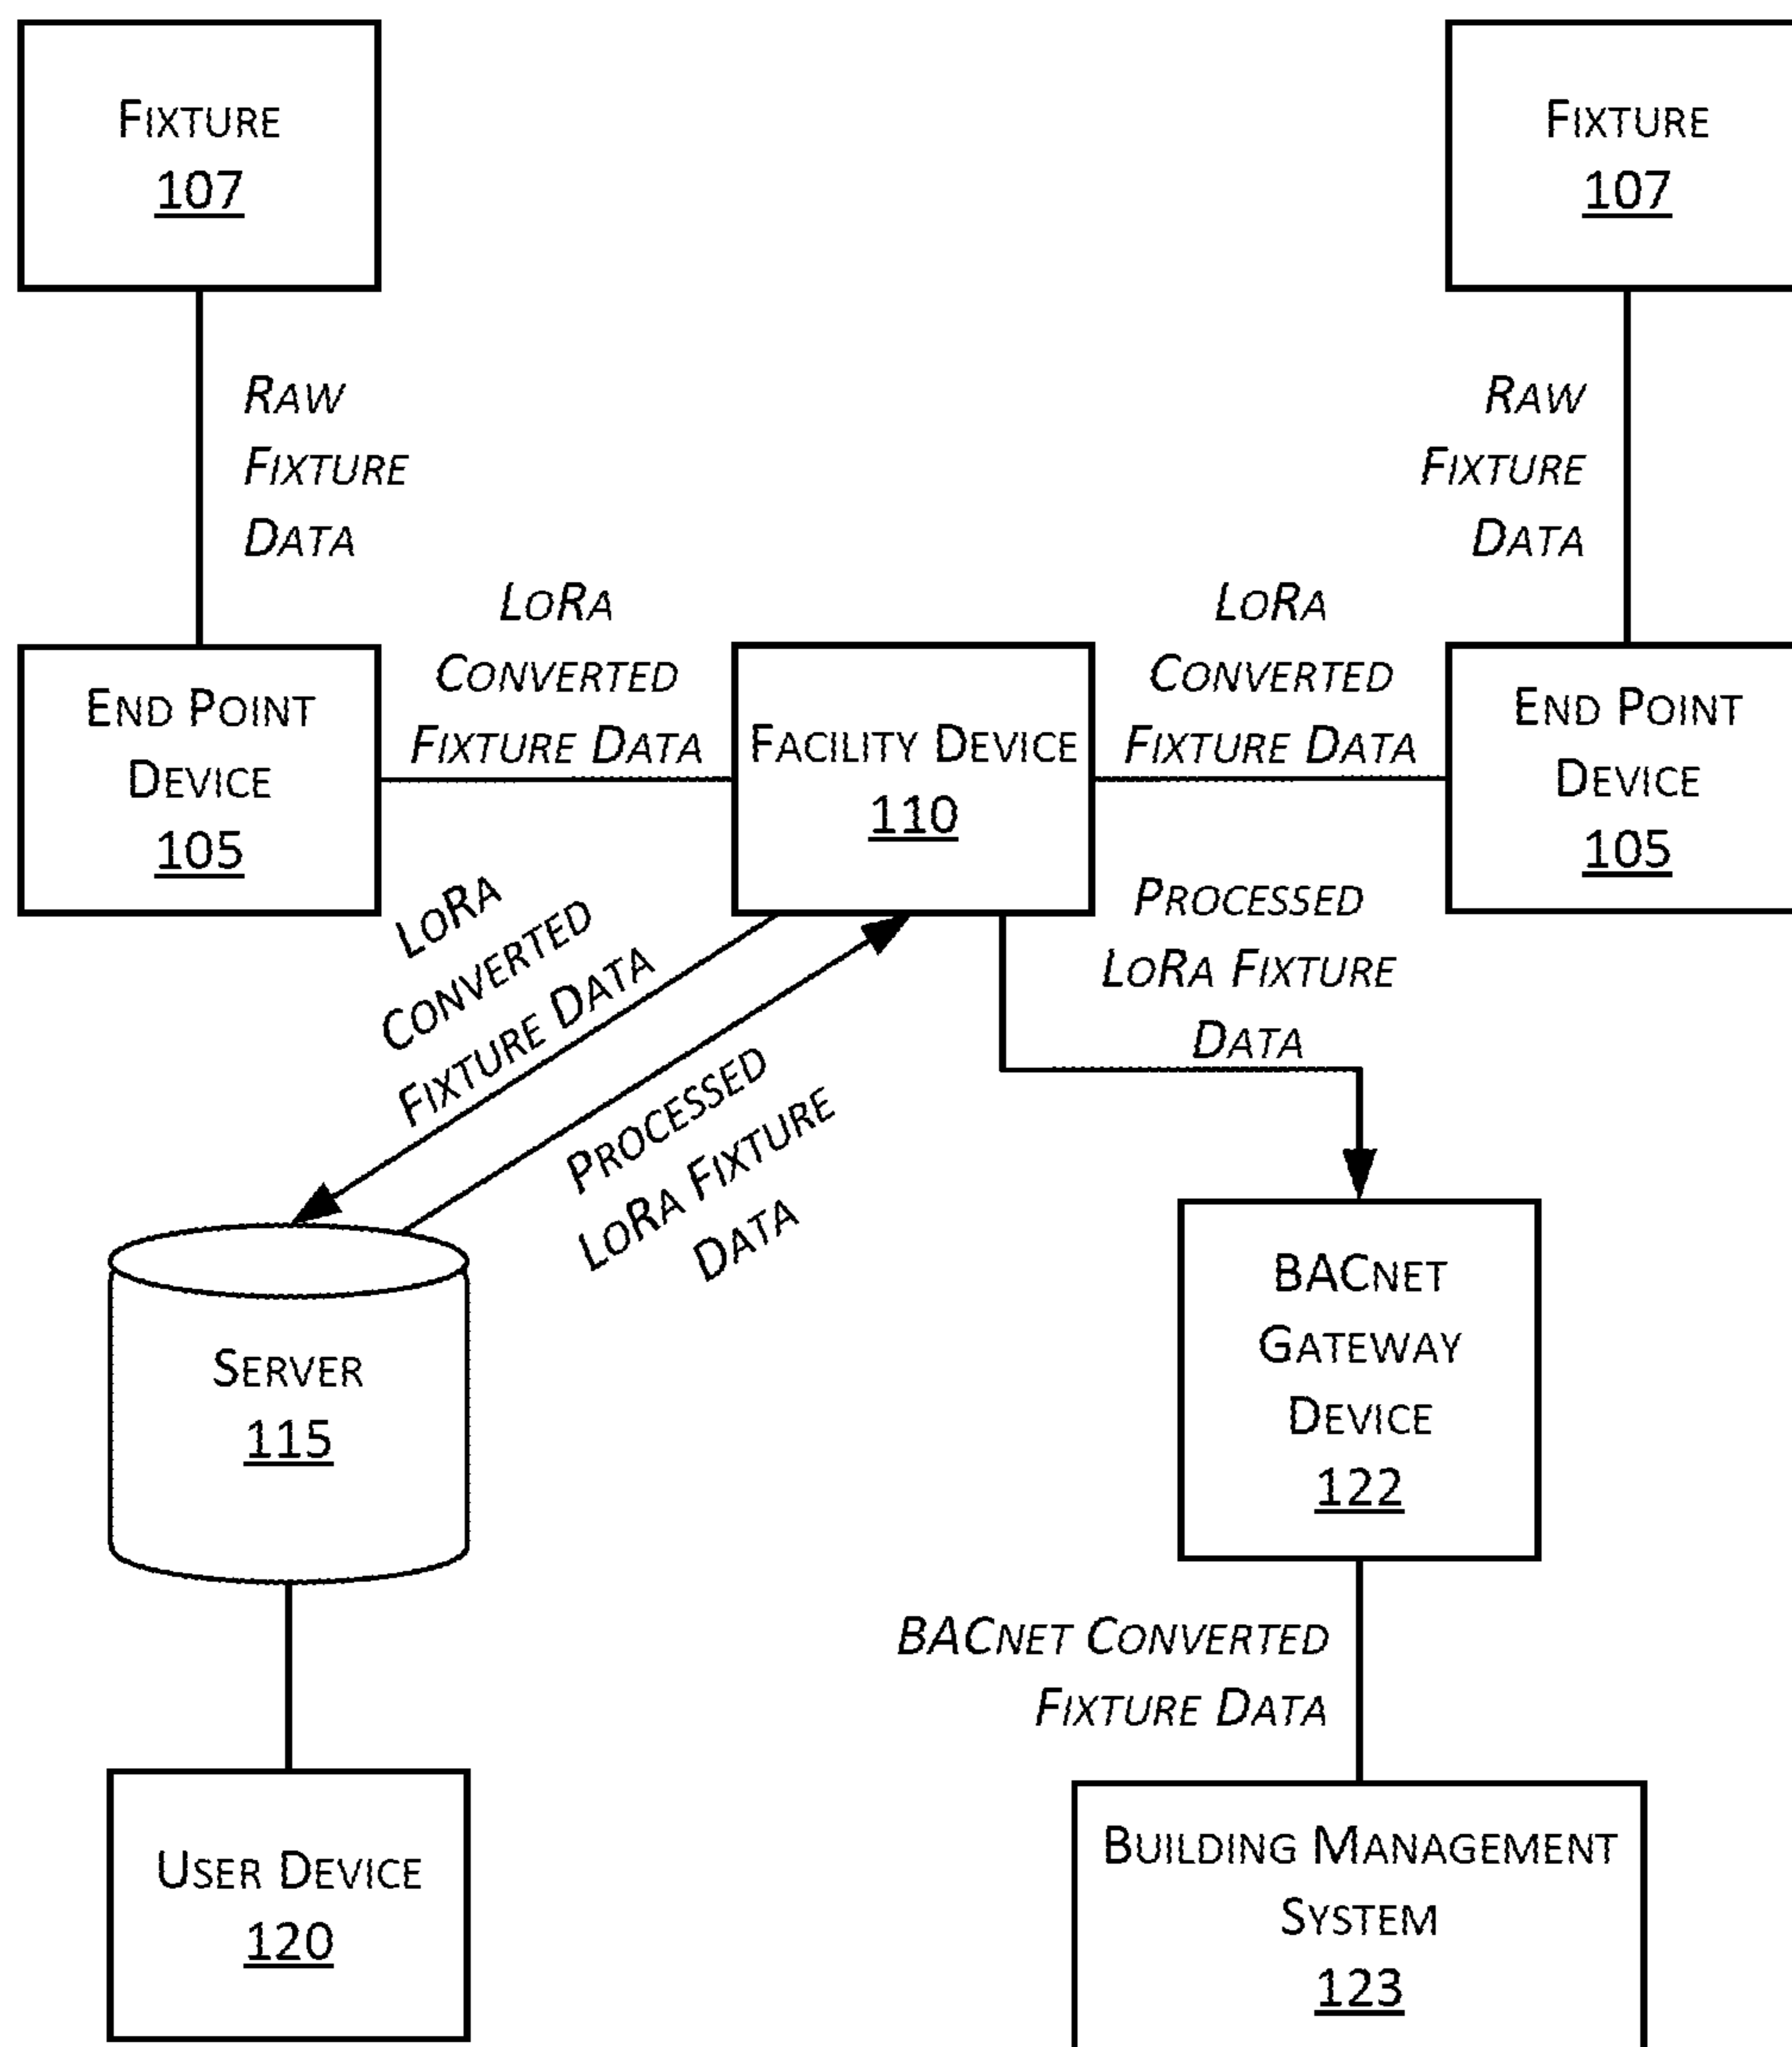 FIXTURE
107
FIXTURE
107
RAW
FIXTURE
DATA
RAW
FIXTURE
DATA
END POINT
DEVICE
105
LORA
CONVERTED
FIXTURE DATA
FACILITY DEVICE
110
LORA
CONVERTED
FIXTURE DATA
END POINT
DEVICE
105
LORA
CONVERTED
FIXTURE DATA
PROCESSED
LORA FIXTURE
DATA
PROCESSED
LORA FIXTURE
DATA
SERVER
115
BACNET
GATEWAY
DEVICE
122
BACNET CONVERTED
FIXTURE DATA
USER DEVICE
120
BUILDING MANAGEMENT
SYSTEM
123